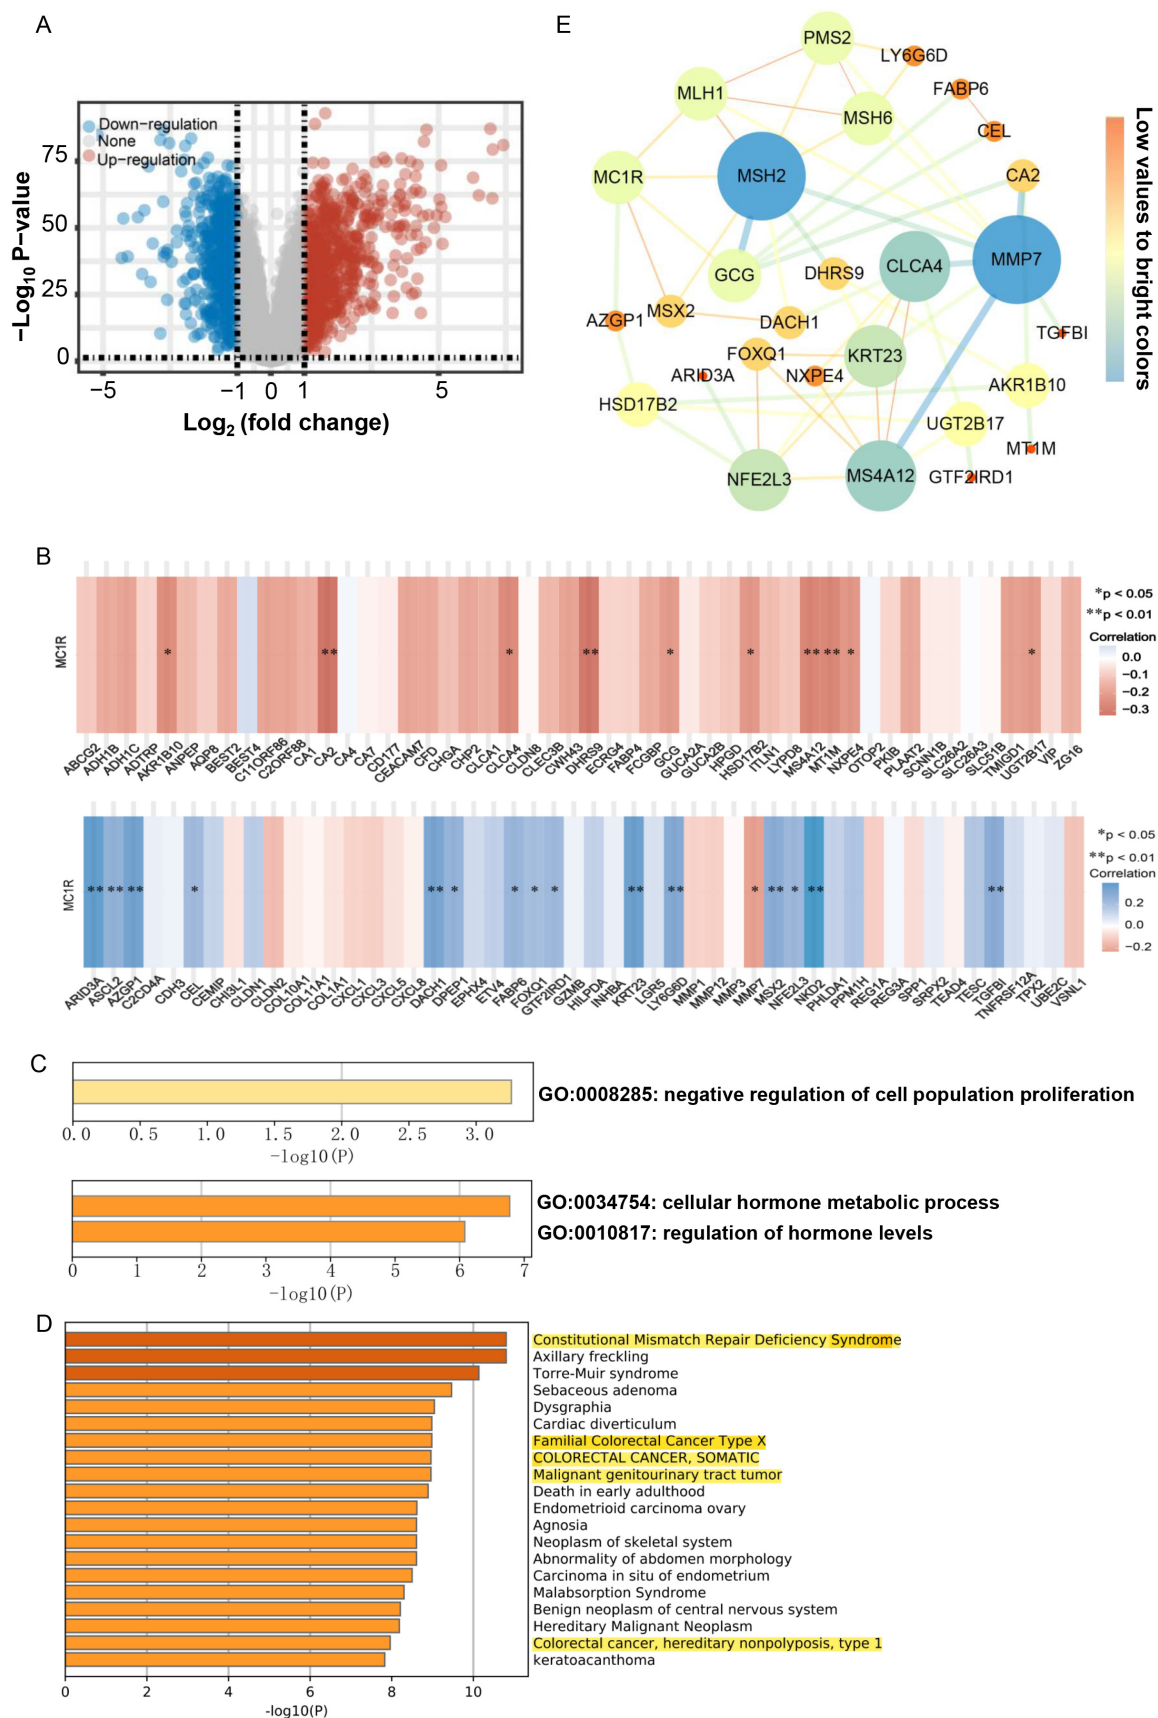 A
Down-regulation
None
Up-regulation
75
50
25
0
−Log10 P-value
−5
−1
0
1
5
Log2 (fold change)
E
PMS2
LY6G6D
FABP6
MLH1
MSH6
CEL
MC1R
MSH2
CA2
GCG
DHRS9
CLCA4
MMP7
AZGP1
MSX2
DACH1
TGFBI
FOXQ1
KRT23
ARID3A
NXPE4
AKR1B10
HSD17B2
UGT2B17
MT1M
NFE2L3
MS4A12
GTF2IRD1
Low values to bright colors
B
MC1R
* ** * ** * * ** ** * *
ABCG2
ADH1B
ADH1C
ADTRP
AKR1B10
ANPEP
AQP8
BEST2
BEST4
C11ORF86
C2ORF88
CA1
CA2
CA4
CA7
CD177
CEACAM7
CFD
CHGA
CHP2
CLCA1
CLCA4
CLDN8
CLEC3B
CWH43
DHRS9
ECRG4
FABP4
FCGBP
GCG
GUCA2A
GUCA2B
HPGD
HSD17B2
ITLN1
LYPD8
MS4A12
MT1M
NXPE4
OTOP2
PKIB
PLAAT2
SCNN1B
SLC26A2
SLC26A3
SLC51B
TMIGD1
UGT2B17
VIP
ZG16
*p < 0.05
**p < 0.01
Correlation
0.0
−0.1
−0.2
−0.3
MC1R
** ** ** * ** * * * * ** ** * ** * ** **
ARID3A
ASCL2
AZGP1
C2CD4A
CDH3
CEL
CEMIP
CHI3L1
CLDN1
CLDN2
COL10A1
COL11A1
COL1A1
CXCL1
CXCL3
CXCL5
CXCL8
DACH1
DPEP1
EPHX4
ETV4
FABP6
FOXQ1
GTF2IRD1
GZMB
HILPDA
INHBA
KRT23
LGR5
LY6G6D
MMP1
MMP12
MMP3
MMP7
MSX2
NFE2L3
NKD2
PHLDA1
PPM1H
REG1A
REG3A
SPP1
SRPX2
TEAD4
TESC
TGFBI
TNFRSF12A
TPX2
UBE2C
VSNL1
*p < 0.05
**p < 0.01
Correlation
0.2
0.0
−0.2
C
GO:0008285: negative regulation of cell population proliferation
0.0 0.5 1.0 1.5 2.0 2.5 3.0
-log10(P)
GO:0034754: cellular hormone metabolic process
GO:0010817: regulation of hormone levels
0 1 2 3 4 5 6 7
-log10(P)
D
Constitutional Mismatch Repair Deficiency Syndrome
Axillary freckling
Torre-Muir syndrome
Sebaceous adenoma
Dysgraphia
Cardiac diverticulum
Familial Colorectal Cancer Type X
COLORECTAL CANCER, SOMATIC
Malignant genitourinary tract tumor
Death in early adulthood
Endometrioid carcinoma ovary
Agnosia
Neoplasm of skeletal system
Abnormality of abdomen morphology
Carcinoma in situ of endometrium
Malabsorption Syndrome
Benign neoplasm of central nervous system
Hereditary Malignant Neoplasm
Colorectal cancer, hereditary nonpolyposis, type 1
keratoacanthoma
0 2 4 6 8 10
-log10(P)